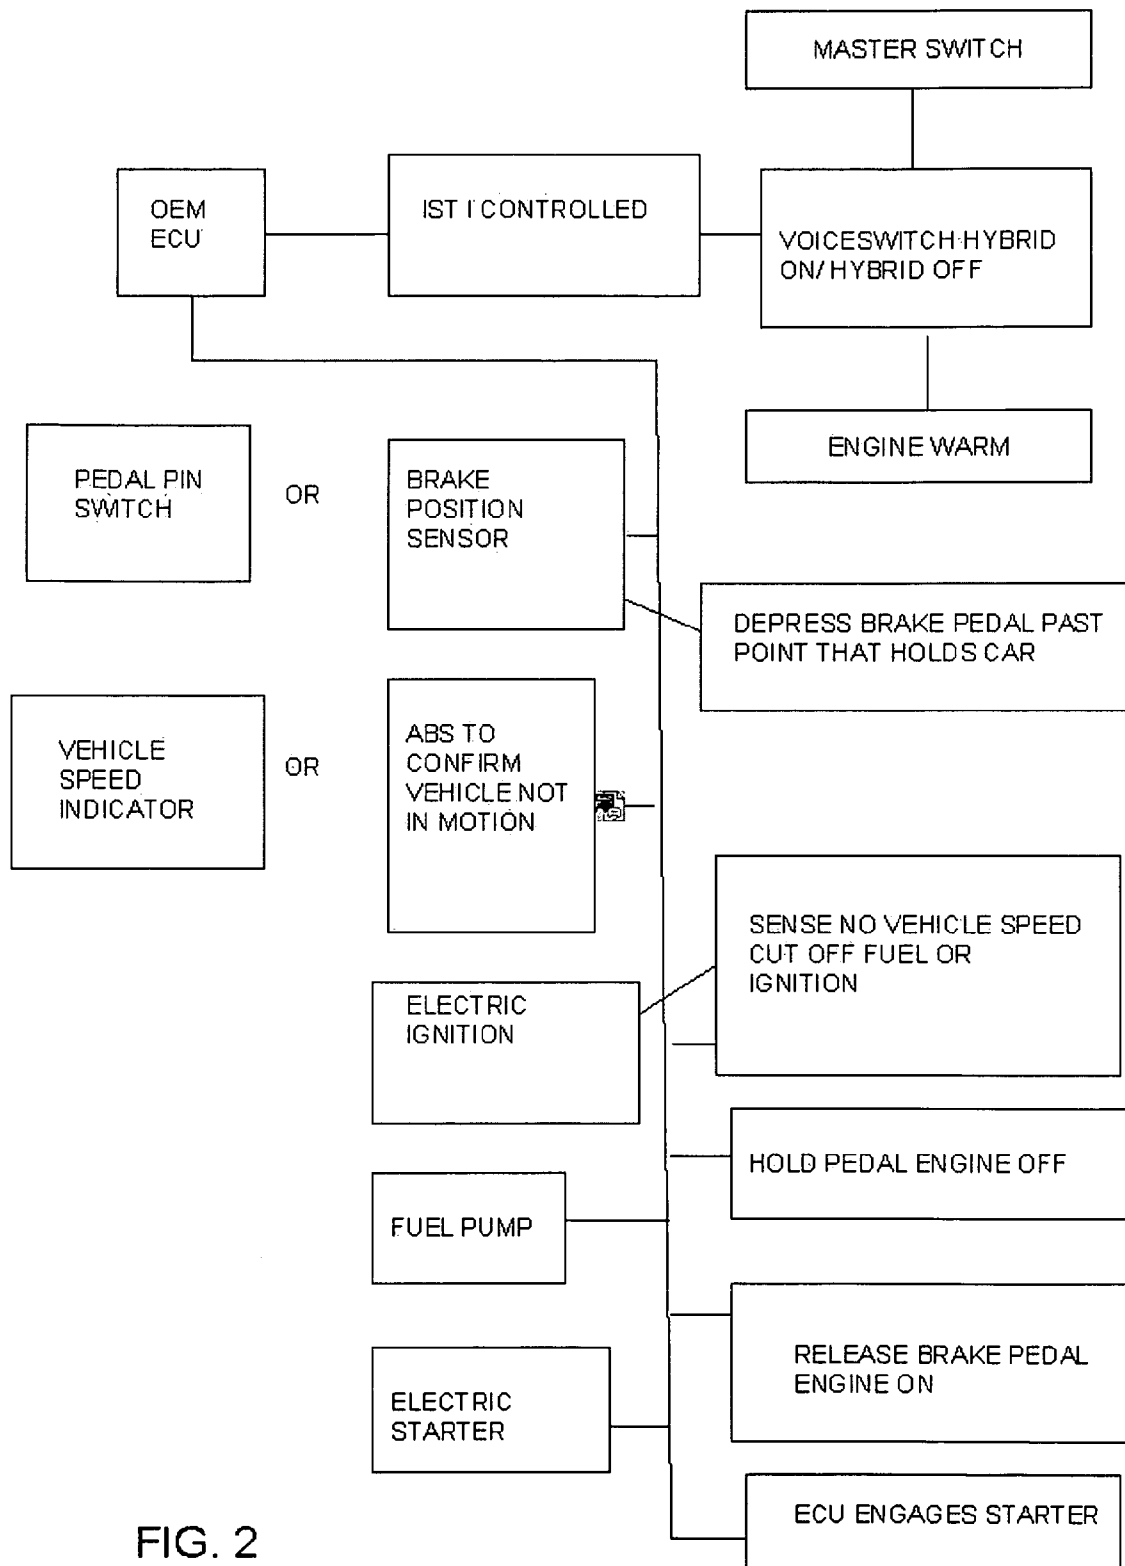 MASTER SWITCH
OEM
ECU
IST I CONTROLLED
VOICESWITCH-HYBRID
ON/HYBRID OFF
ENGINE WARM
PEDAL PIN
SWITCH
OR
BRAKE
POSITION
SENSOR
DEPRESS BRAKE PEDAL PAST
POINT THAT HOLDS CAR
VEHICLE
SPEED
INDICATOR
OR
ABS TO
CONFIRM
VEHICLE NOT
IN MOTION
SENSE NO VEHICLE SPEED
CUT OFF FUEL OR
IGNITION
ELECTRIC
IGNITION
HOLD PEDAL ENGINE OFF
FUEL PUMP
RELEASE BRAKE PEDAL
ENGINE ON
ELECTRIC
STARTER
ECU ENGAGES STARTER
FIG. 2